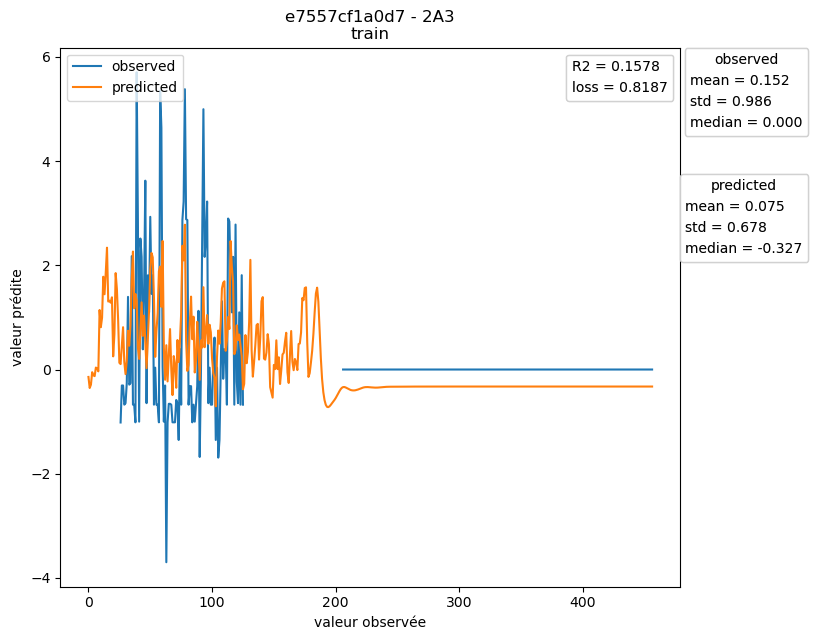 e7557cf1a0d7 - 2A3
train
observed
predicted
R2 = 0.1578
loss = 0.8187
observed
mean = 0.152
std = 0.986
median = 0.000
predicted
mean = 0.075
std = 0.678
median = -0.327
valeur prédite
6
4
2
0
−2
−4
0
100
200
300
400
valeur observée